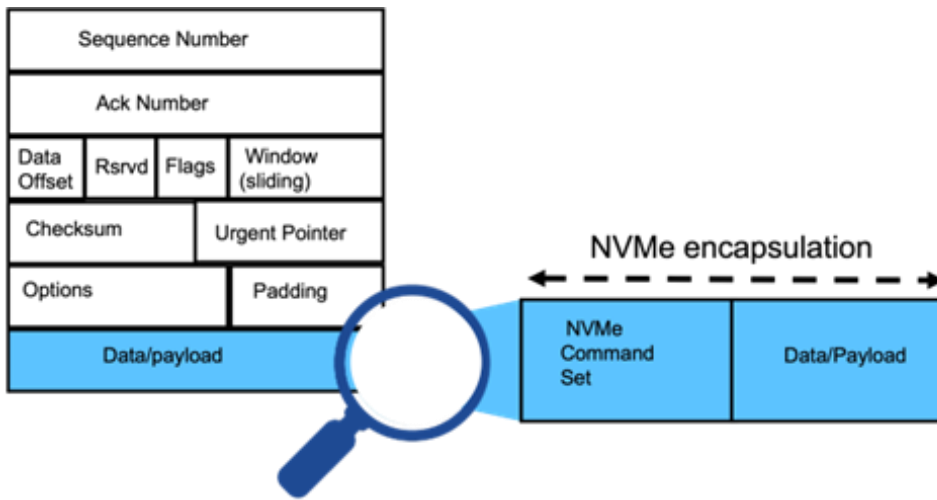 Sequence Number
Ack Number
Data
Offset
Rsrvd
Flags
Window
(sliding)
Checksum
Urgent Pointer
Options
Padding
Data/payload
NVMe encapsulation
NVMe
Command
Set
Data/Payload